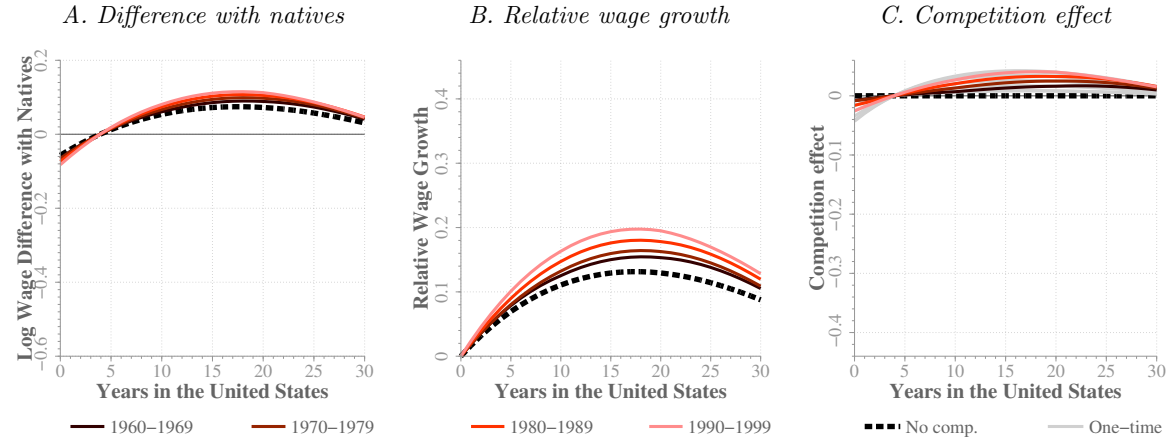 A. Difference with natives
B. Relative wage growth
C. Competition effect
Log Wage Difference with Natives
0.2
0
−0.2
−0.4
−0.6
0 5 10 15 20 25 30
Years in the United States
Relative Wage Growth
0.4
0.3
0.2
0.1
0
0 5 10 15 20 25 30
Years in the United States
Competition effect
0
−0.1
−0.2
−0.3
−0.4
0 5 10 15 20 25 30
Years in the United States
1960−1969 1970−1979 1980−1989 1990−1999 No comp. One−time